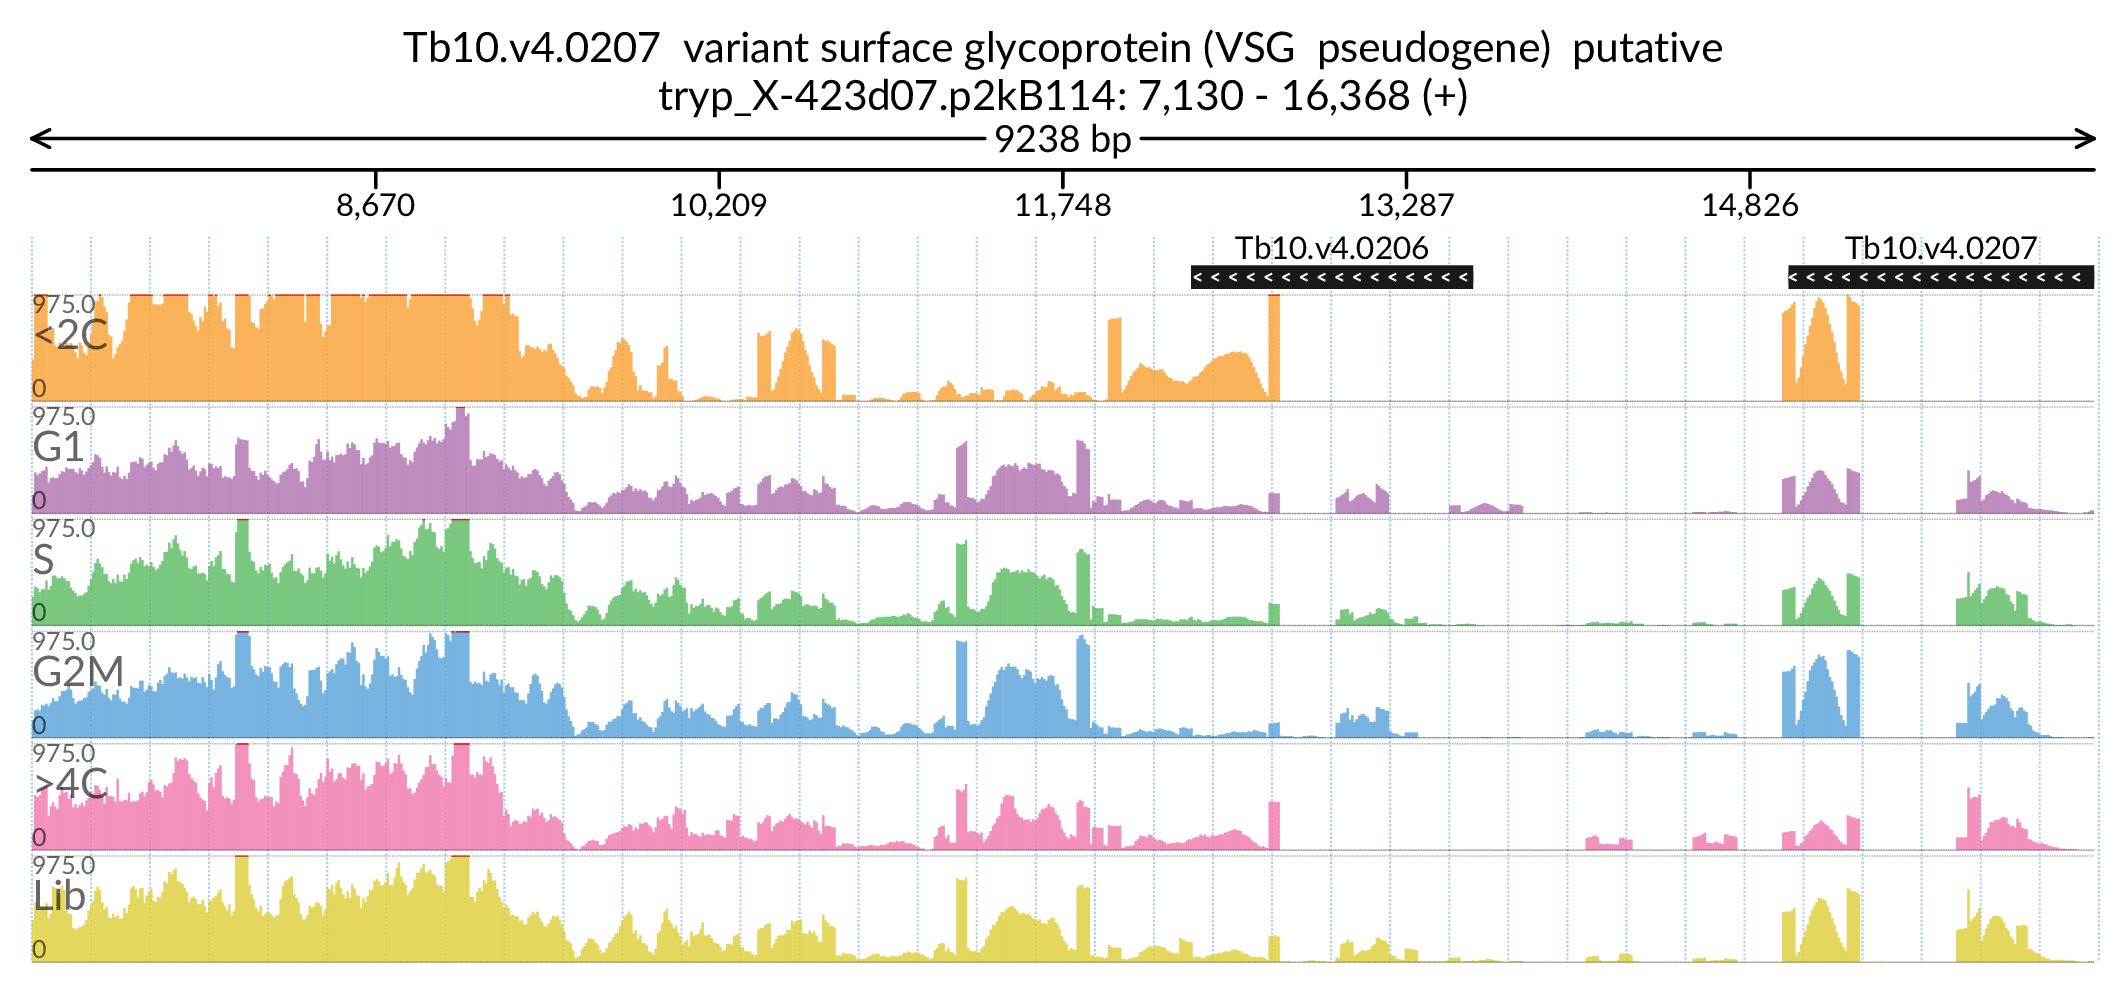 Tb10.v4.0207 variant surface glycoprotein (VSG pseudogene) putative
tryp_X-423d07.p2kB114: 7,130 - 16,368 (+)
9238 bp
8,670 10,209 11,748 13,287 14,826
Tb10.v4.0206 Tb10.v4.0207
975.0
<2C
0
975.0
G1
0
975.0
S
0
975.0
G2M
0
975.0
>4C
0
975.0
Lib
0